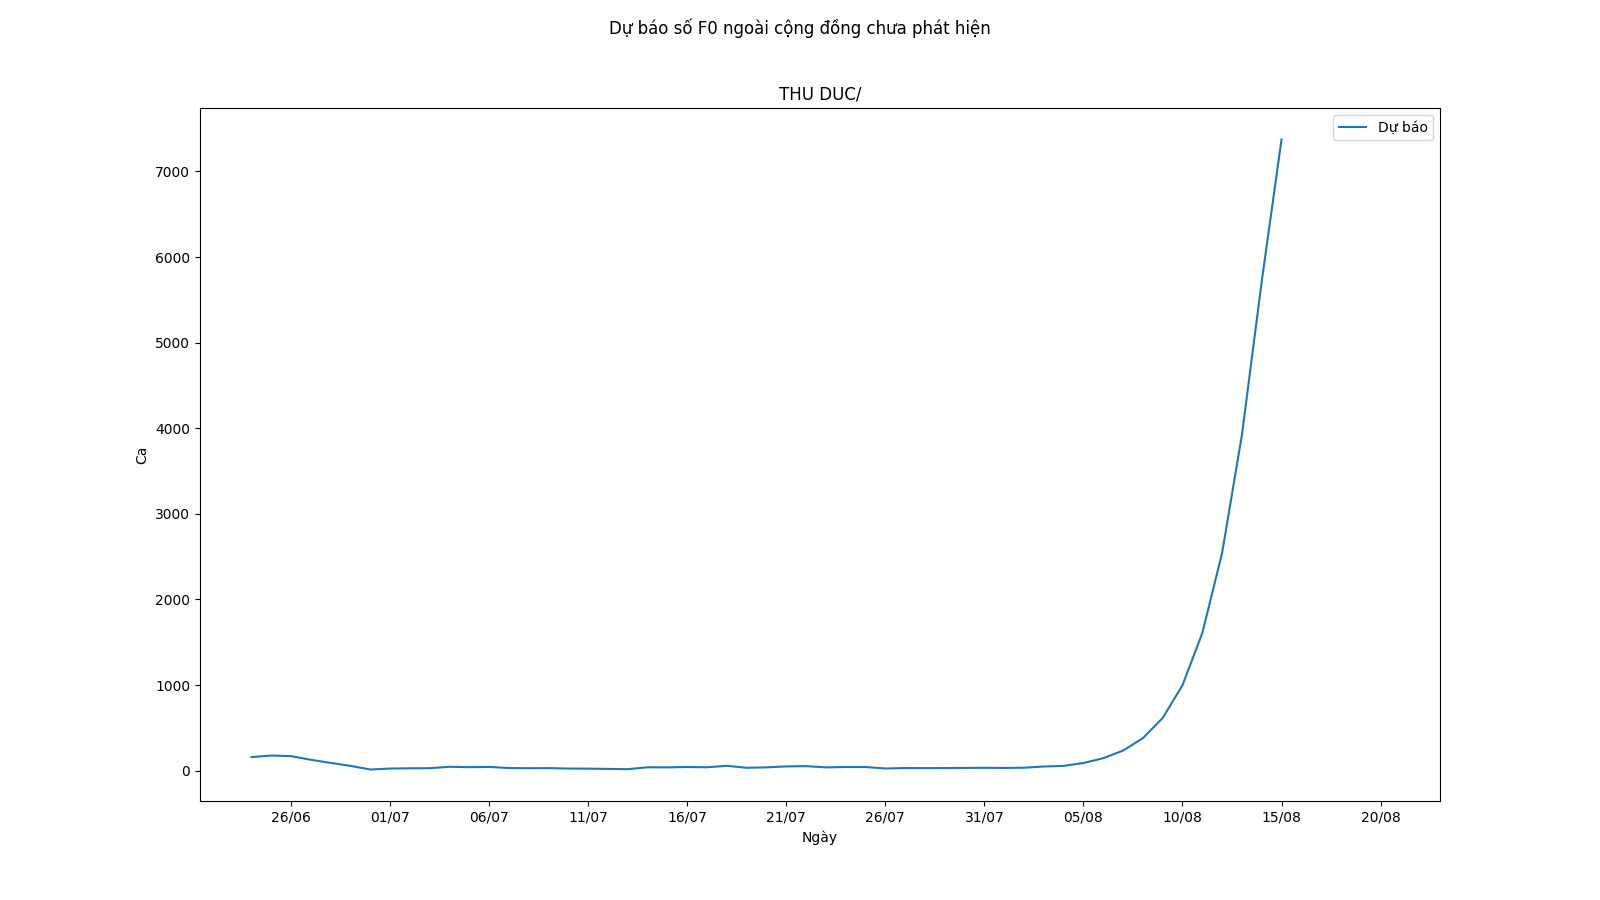 Dự báo số F0 ngoài cộng đồng chưa phát hiện
THU DUC/
Dự báo
7000
6000
5000
4000
3000
2000
1000
0
Ca
26/06 01/07 06/07 11/07 16/07 21/07 26/07 31/07 05/08 10/08 15/08 20/08
Ngày